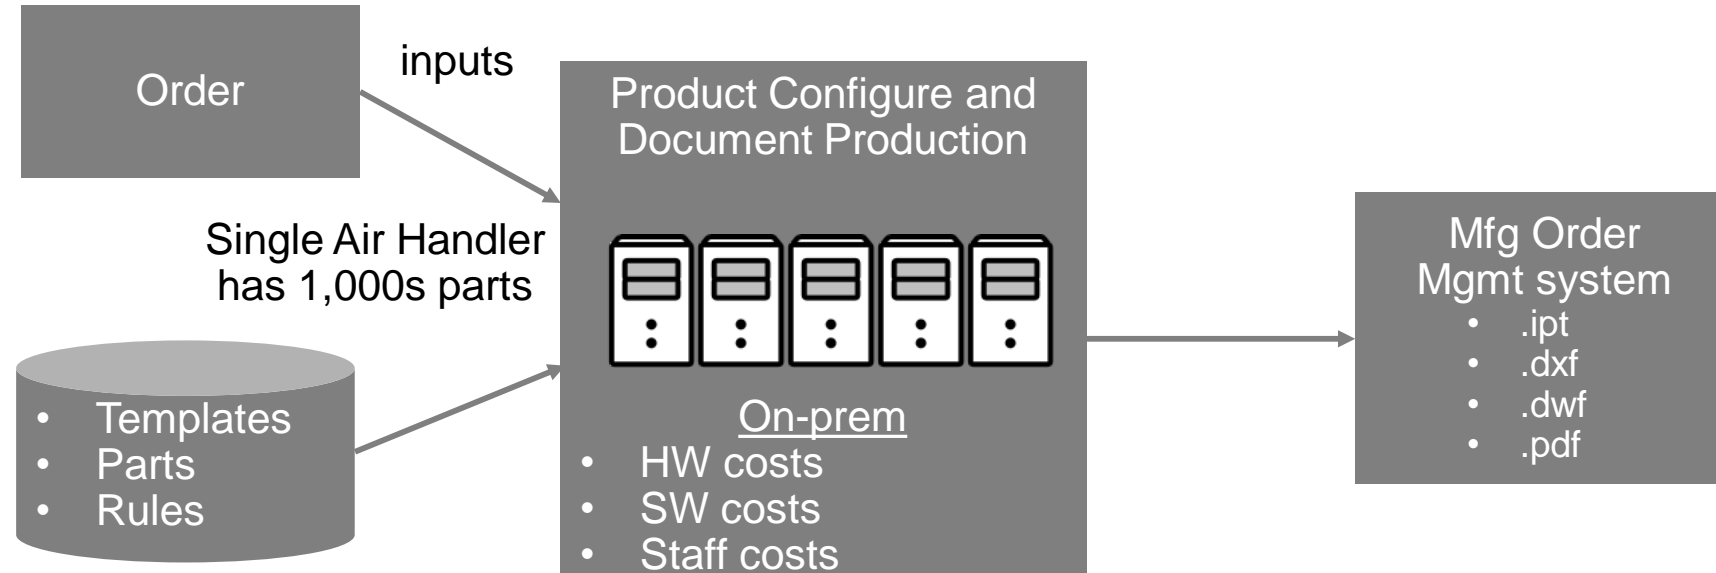 Order
inputs
Single Air Handler
has 1,000s parts
• Templates
• Parts
• Rules
Product Configure and
Document Production
On-prem
• HW costs
• SW costs
• Staff costs
Mfg Order
Mgmt system
• .ipt
• .dxf
• .dwf
• .pdf